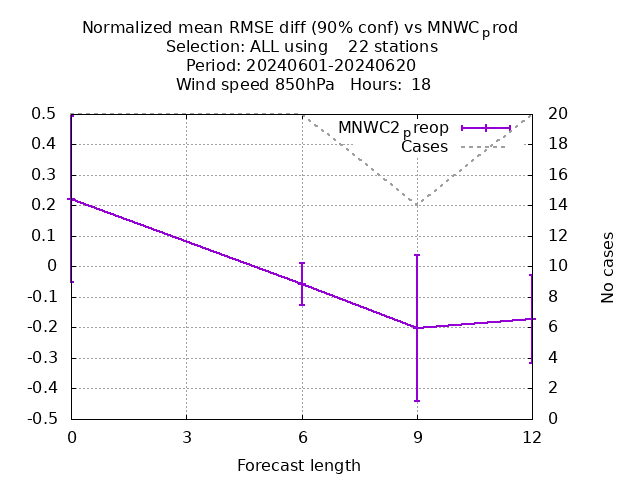 Normalized mean RMSE diff (90% conf) vs MNWCprod
Selection: ALL using    22 stations
Period: 20240601-20240620
Wind speed 850hPa   Hours: 18
0.5
0.4
0.3
0.2
0.1
0
-0.1
-0.2
-0.3
-0.4
-0.5
MNWC2preop
Cases
20
18
16
14
12
10
8
6
4
2
0
No cases
0 3 6 9 12
Forecast length